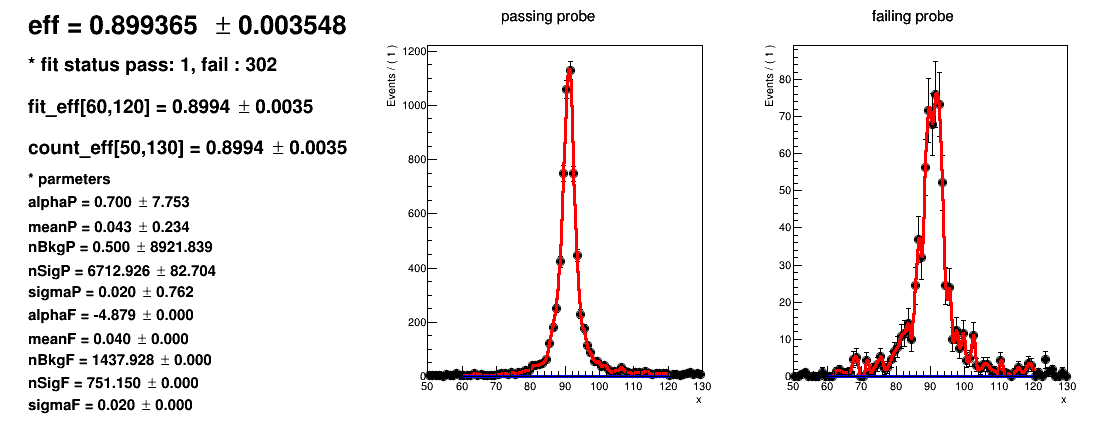 eff = 0.899365 ± 0.003548
* fit status pass: 1, fail : 302
fit_eff[60,120] = 0.8994 ± 0.0035
count_eff[50,130] = 0.8994 ± 0.0035
* parmeters
alphaP = 0.700 ± 7.753
meanP = 0.043 ± 0.234
nBkgP = 0.500 ± 8921.839
nSigP = 6712.926 ± 82.704
sigmaP = 0.020 ± 0.762
alphaF = -4.879 ± 0.000
meanF = 0.040 ± 0.000
nBkgF = 1437.928 ± 0.000
nSigF = 751.150 ± 0.000
sigmaF = 0.020 ± 0.000
passing probe
Events / ( 1 )
1200
1000
800
600
400
200
0
50 60 70 80 90 100 110 120 130
x
failing probe
Events / ( 1 )
80
70
60
50
40
30
20
10
0
50 60 70 80 90 100 110 120 130
x